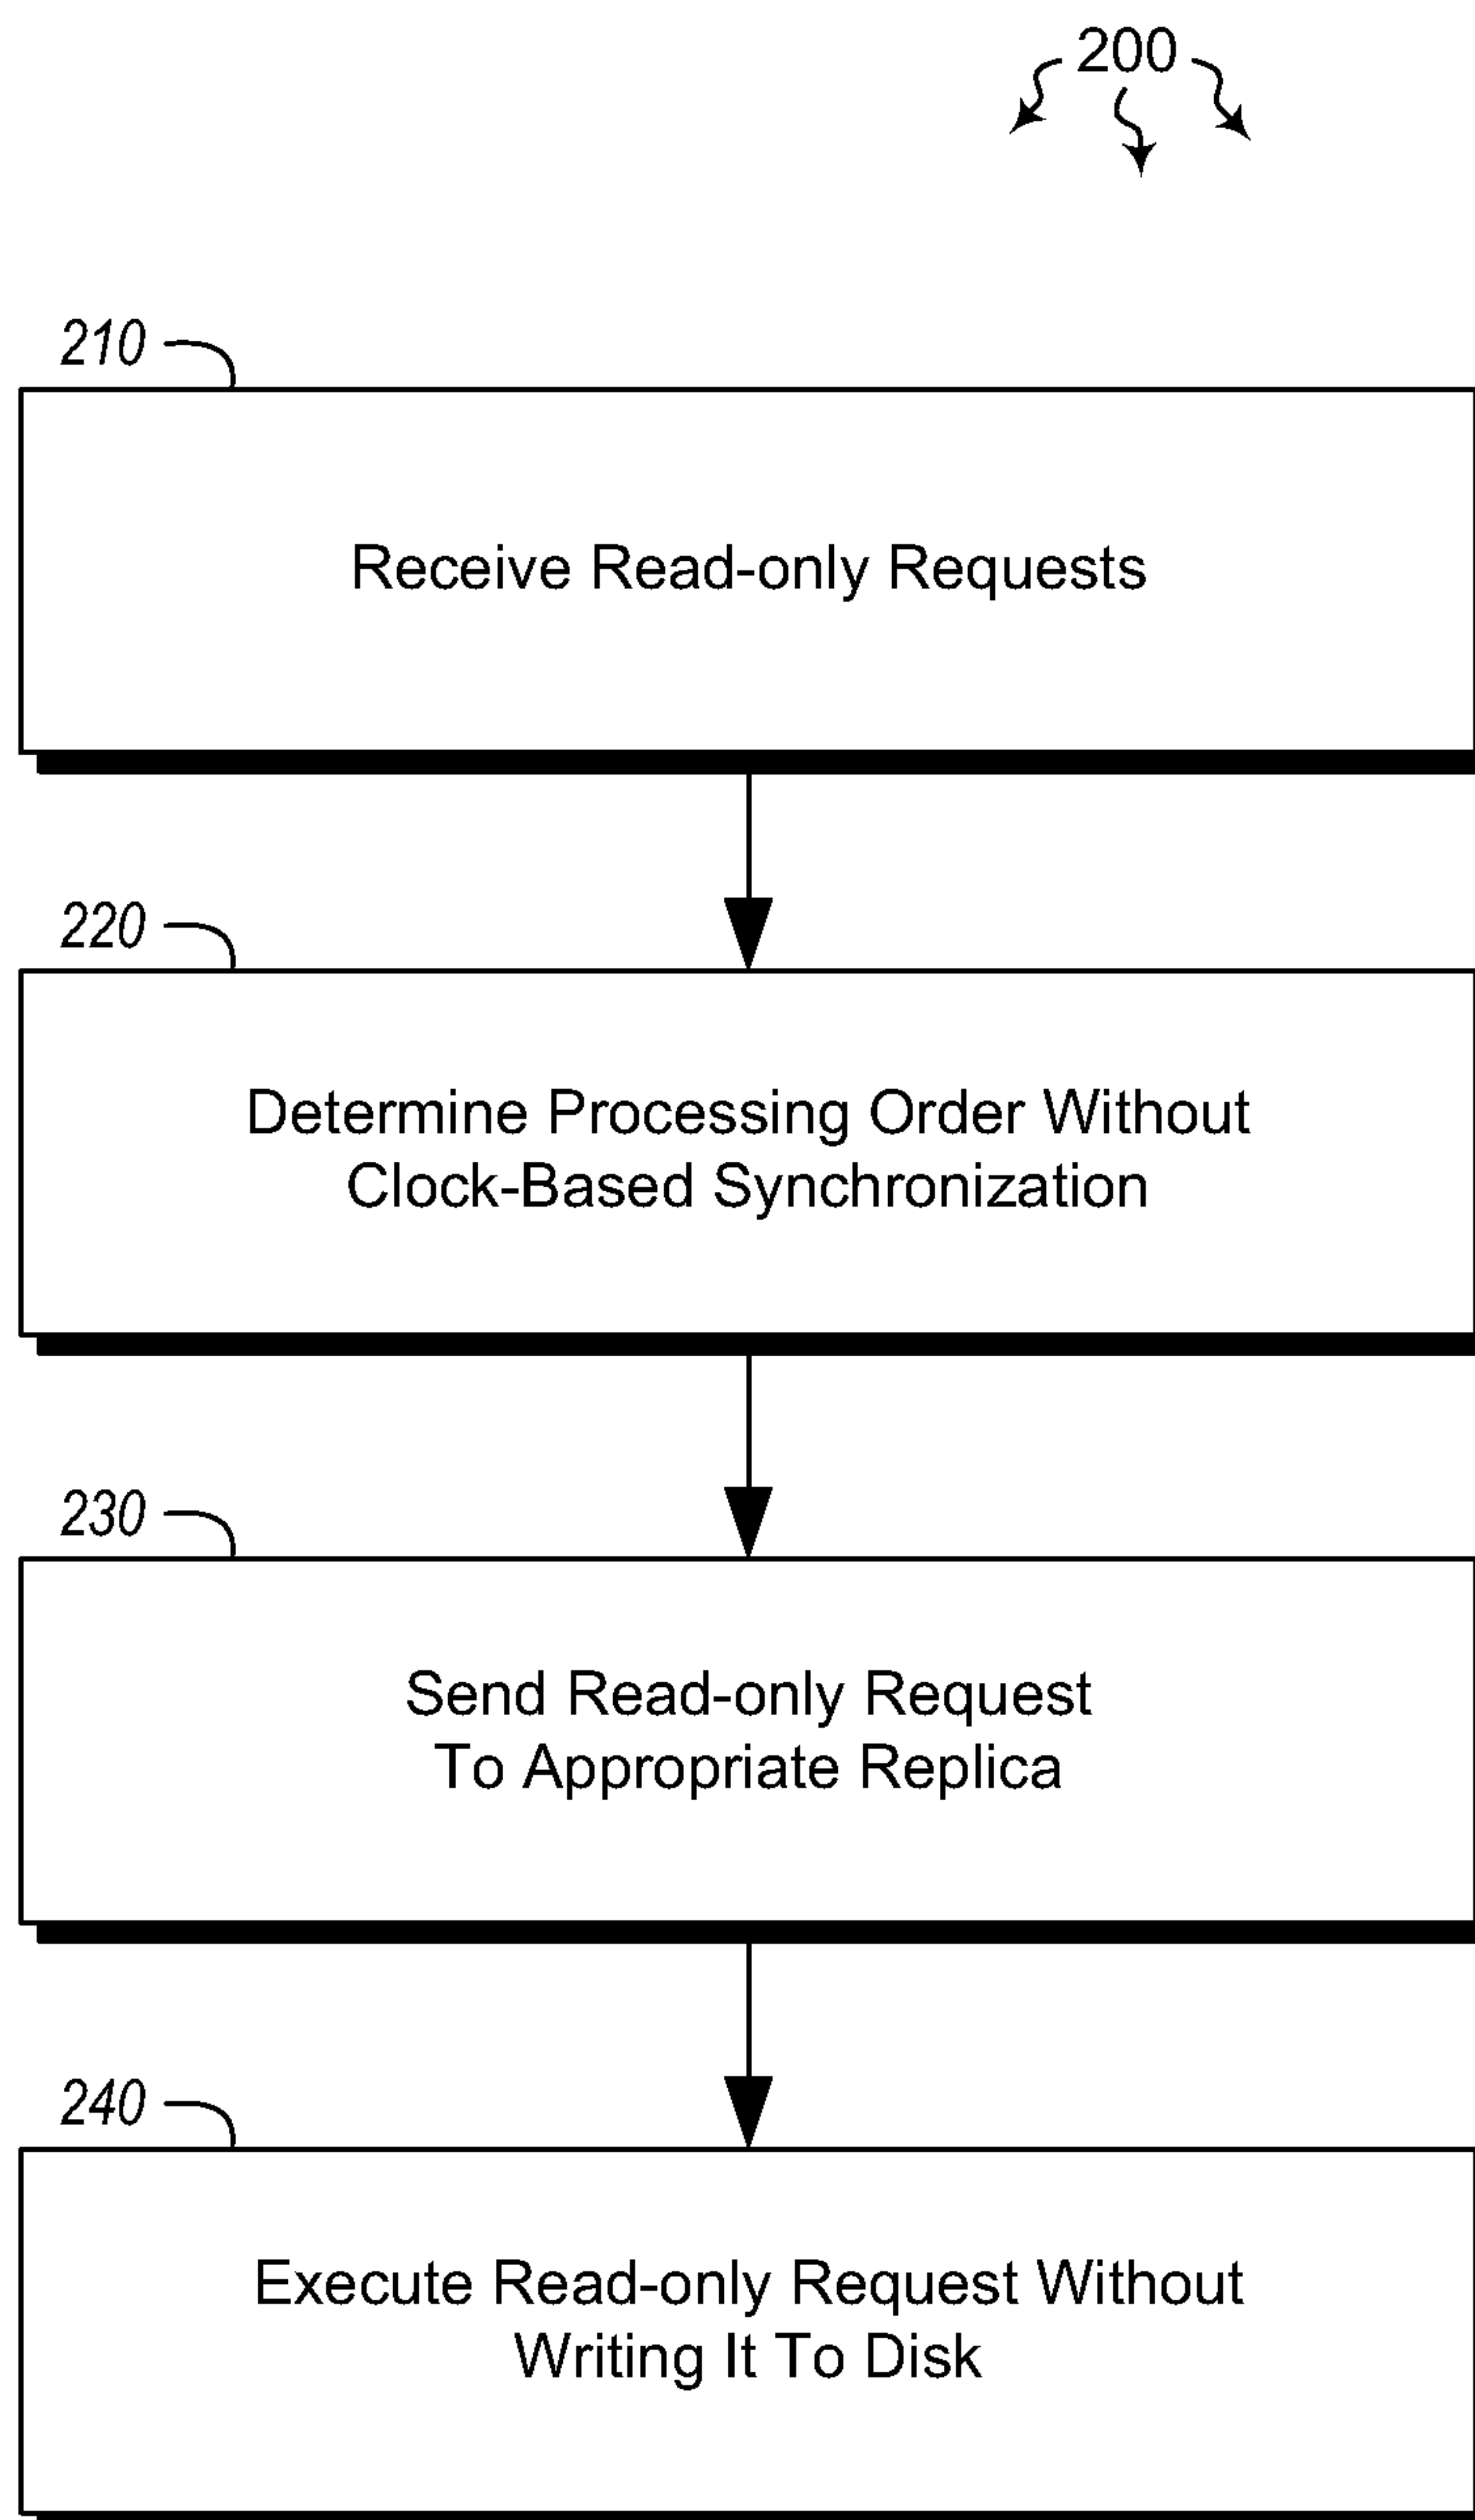 200
210
Receive Read-only Requests
220
Determine Processing Order Without
Clock-Based Synchronization
230
Send Read-only Request
To Appropriate Replica
240
Execute Read-only Request Without
Writing It To Disk